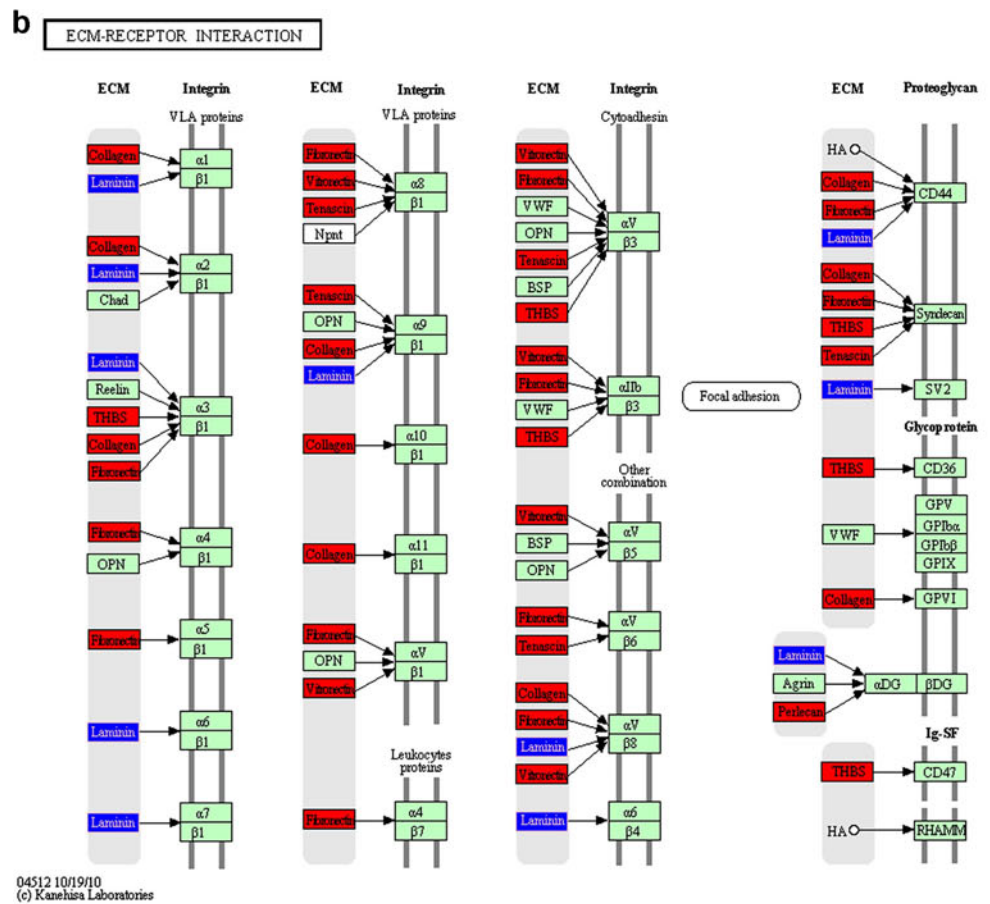 b
ECM-RECEPTOR INTERACTION
ECM
Integrin
VLA proteins
Collagen
Laminin
α1
β1
Collagen
Laminin
Chad
α2
β1
Laminin
Reelin
THBS
Collagen
Fibronectin
α3
β1
Fibronectin
OPN
α4
β1
Fibronectin
α5
β1
Laminin
α6
β1
Laminin
α7
β1
ECM
Integrin
VLA proteins
Fibronectin
Vitronectin
Tenascin
Npnt
α8
β1
Tenascin
OPN
Collagen
Laminin
α9
β1
Collagen
α10
β1
Collagen
α11
β1
Fibronectin
OPN
Vitronectin
αV
β1
Leukocytes
proteins
Fibronectin
α4
β7
ECM
Integrin
Cytoadhesin
Vitronectin
Fibronectin
VWF
OPN
Tenascin
BSP
THBS
αV
β3
Vitronectin
Fibronectin
VWF
THBS
αIIb
β3
Other
combination
Vitronectin
BSP
OPN
αV
β5
Fibronectin
Tenascin
αV
β6
Collagen
Fibronectin
Laminin
Vitronectin
αV
β8
Laminin
α6
β4
Focal adhesion
ECM
Proteoglycan
HA
Collagen
Fibronectin
Laminin
CD44
Collagen
Fibronectin
THBS
Tenascin
Syndecan
Laminin
SV2
Glycoprotein
THBS
CD36
VWF
GPV
GPIbα
GPIbβ
GPIX
Collagen
GPVI
Laminin
Agrin
Perlecan
αDG
βDG
Ig-SF
THBS
CD47
HA
RHAMM
04512 10/19/10
(c) Kanehisa Laboratories